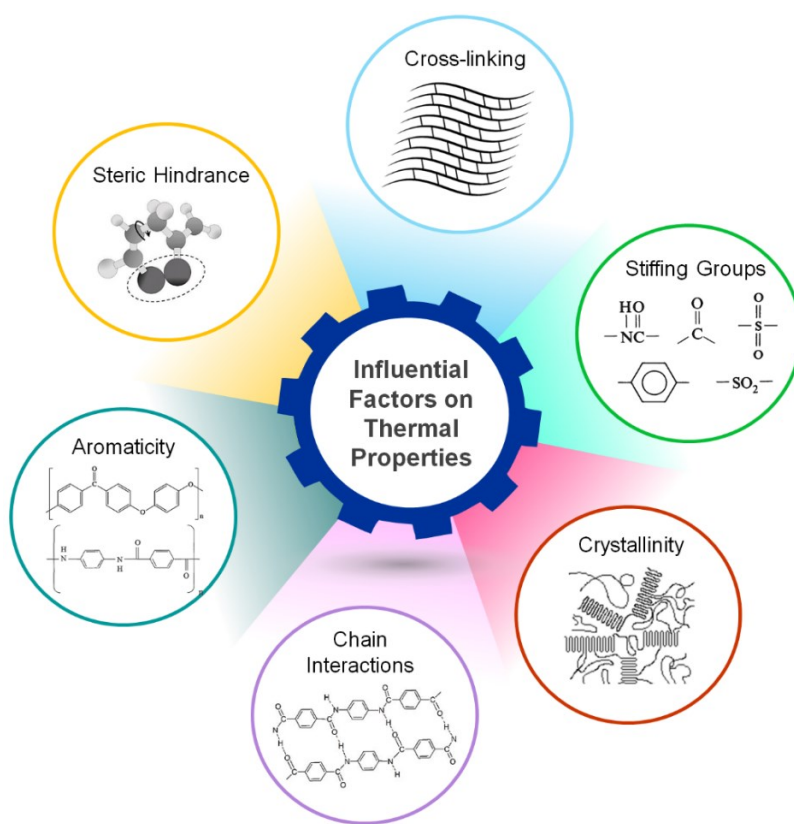 Cross-linking
Steric Hindrance
Stiffing Groups
HO
NC
O
C
O
S
O
SO2
Influential
Factors on
Thermal
Properties
Aromaticity
O
C
O
O
n
H
N
N
H
O
C
C
O
n
Crystallinity
Chain
Interactions
O
C
N
H
O
C
H
N
N
H
O
C
C
O
H
N
C
O
O
C
C
O
H
N
N
H
O
C
C
O